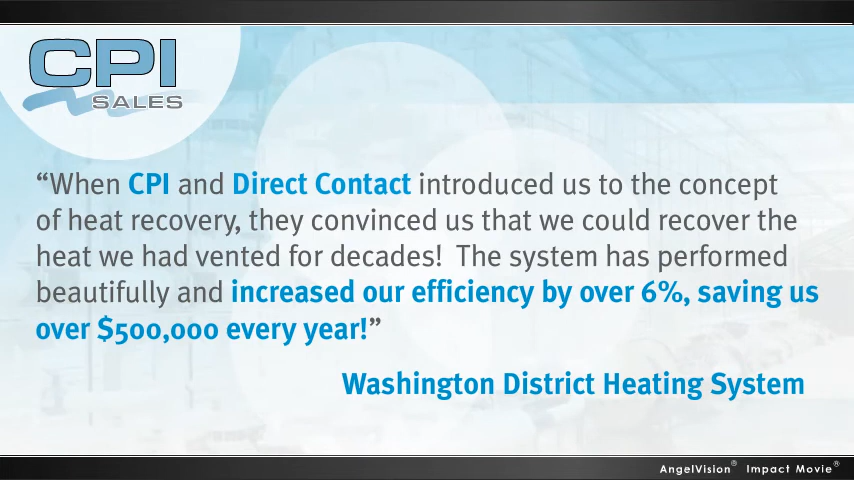 CPI
SALES
“When CPI and Direct Contact introduced us to the concept
of heat recovery, they convinced us that we could recover the
heat we had vented for decades!  The system has performed
beautifully and increased our efficiency by over 6%, saving us
over $500,000 every year!”
Washington District Heating System
AngelVision® Impact Movie®